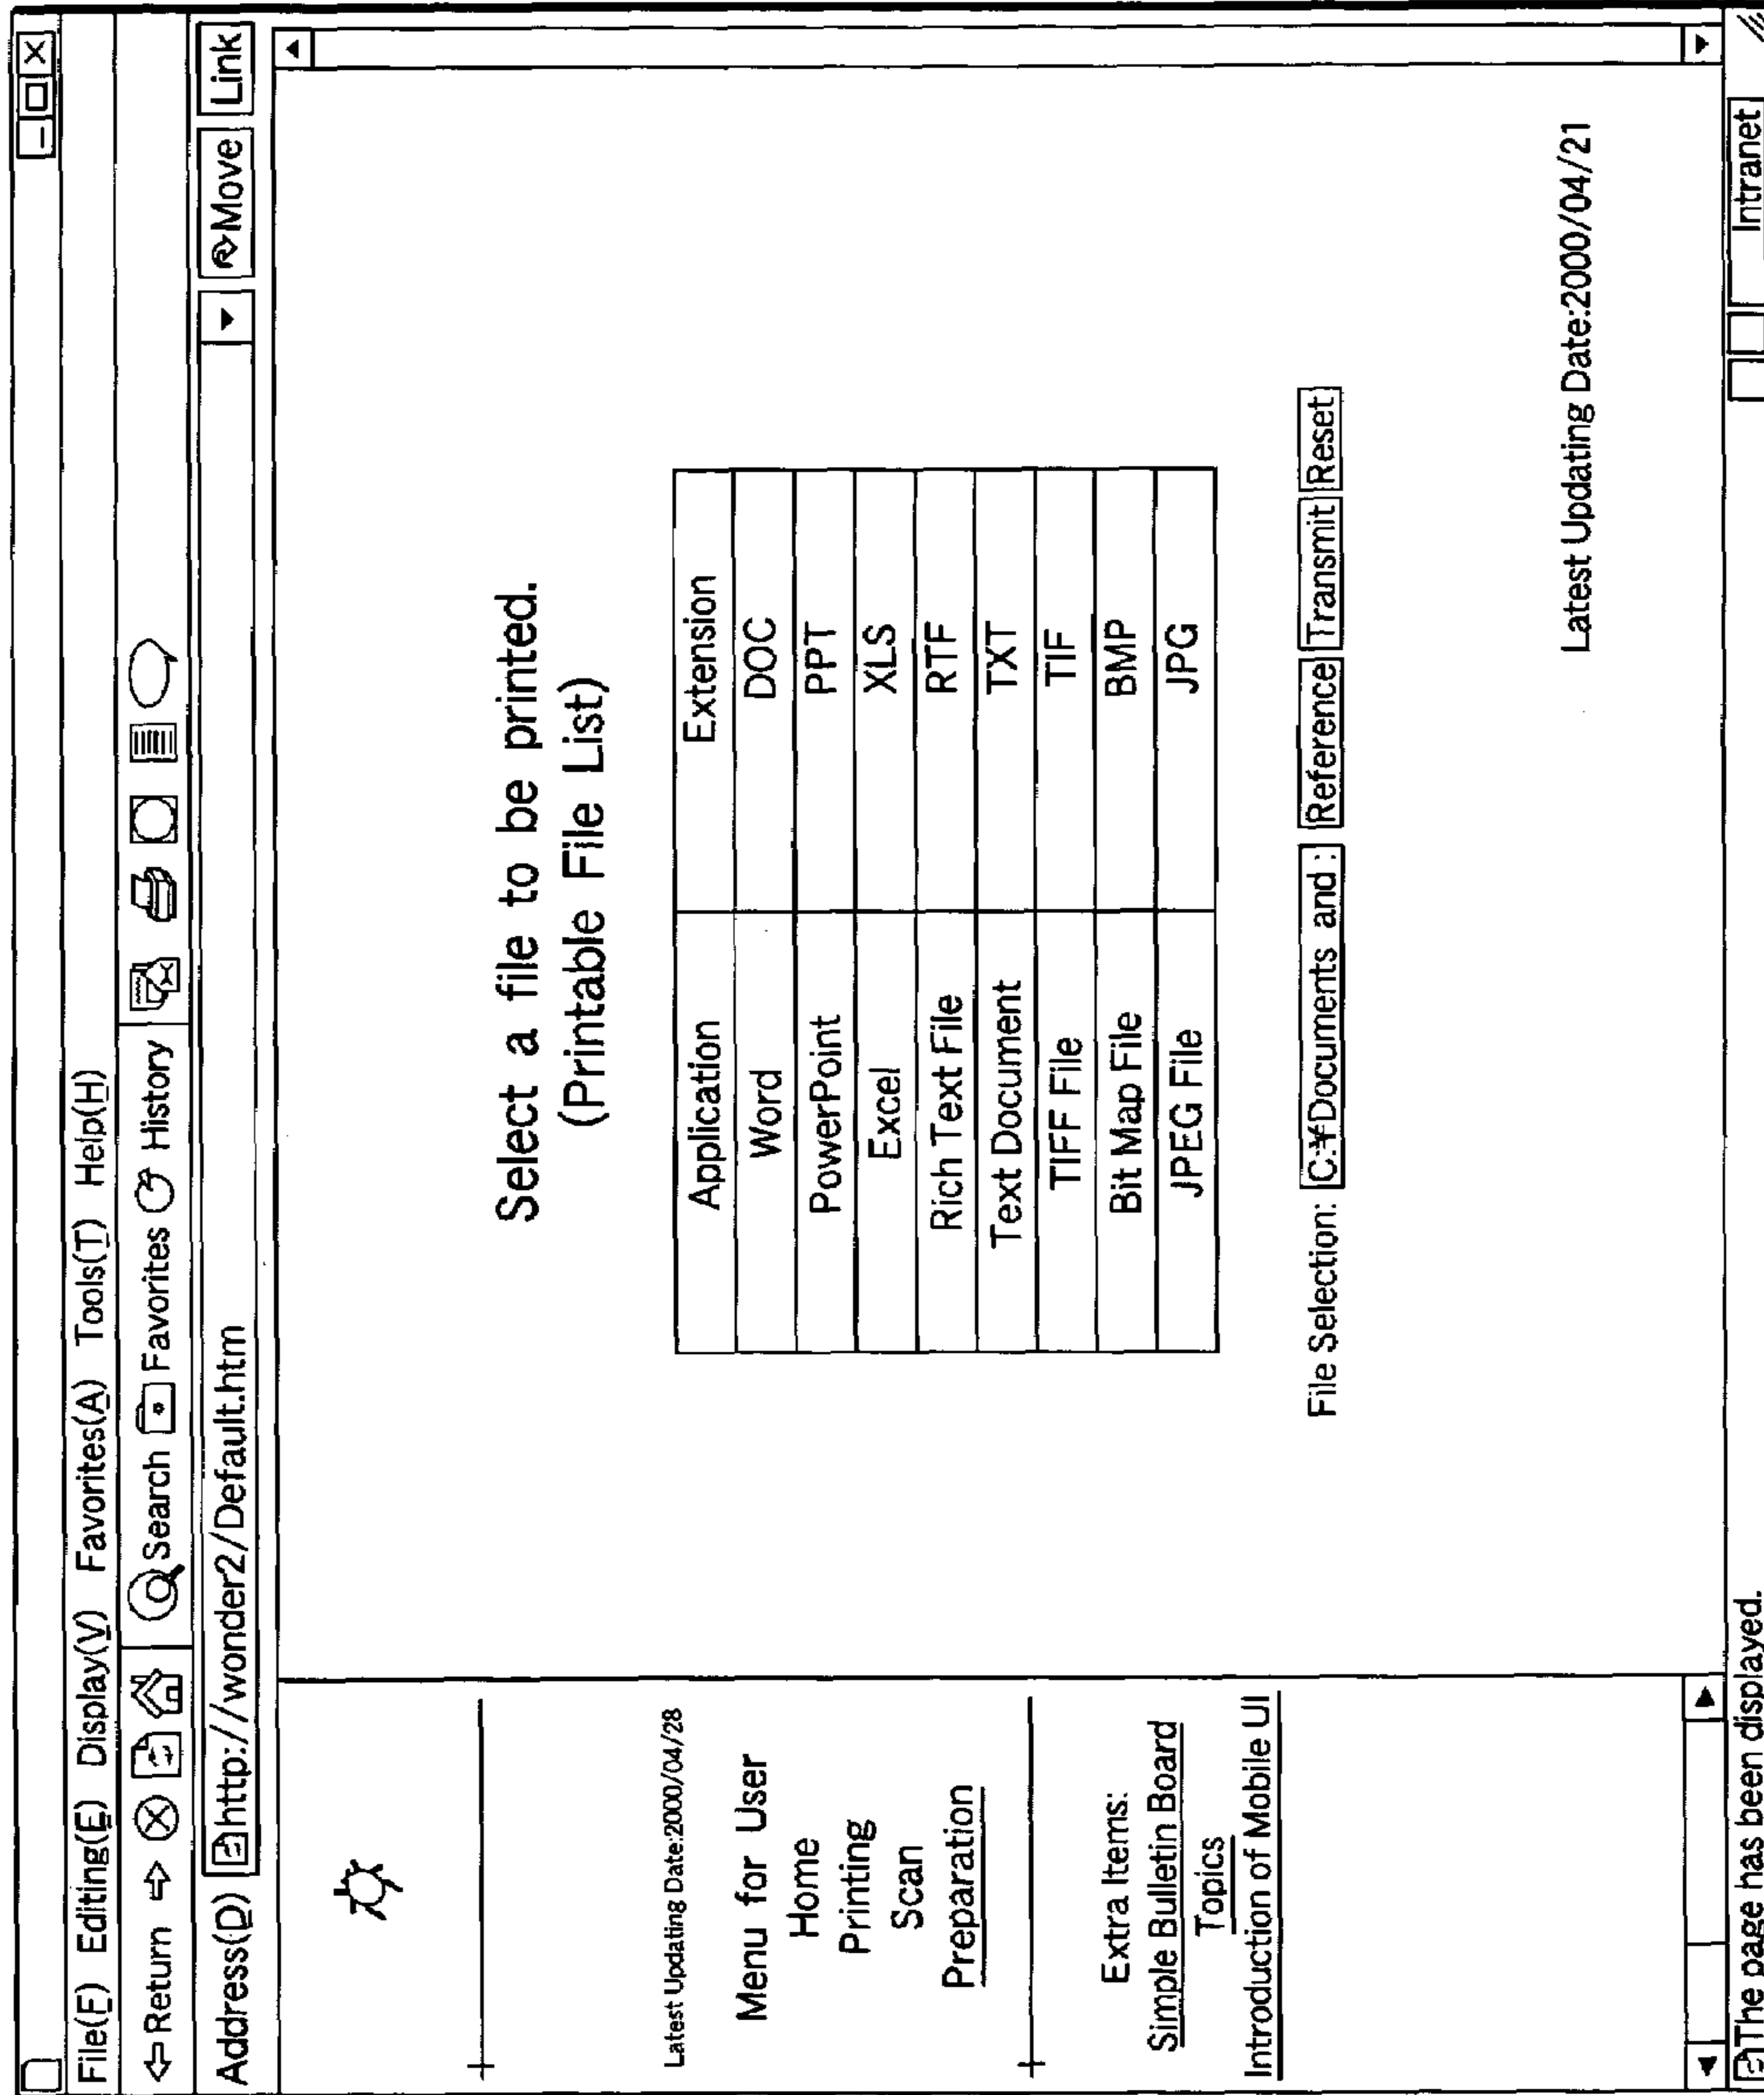 File(F) Editing(E) Display(V) Favorites(A) Tools(T) Help(H)
Return Search Favorites History
Address(D) http://wonder2/Default.htm Move Link
Latest Updating Date:2000/04/28
Menu for User
Home
Printing
Scan
Preparation
Extra Items:
Simple Bulletin Board
Topics
Introduction of Mobile UI
Select a file to be printed.
(Printable File List)
Application Extension
Word DOC
PowerPoint PPT
Excel XLS
Rich Text File RTF
Text Document TXT
TIFF File TIF
Bit Map File BMP
JPEG File JPG
File Selection: C:¥Documents and : Reference Transmit Reset
Latest Updating Date:2000/04/21
The page has been displayed. Intranet